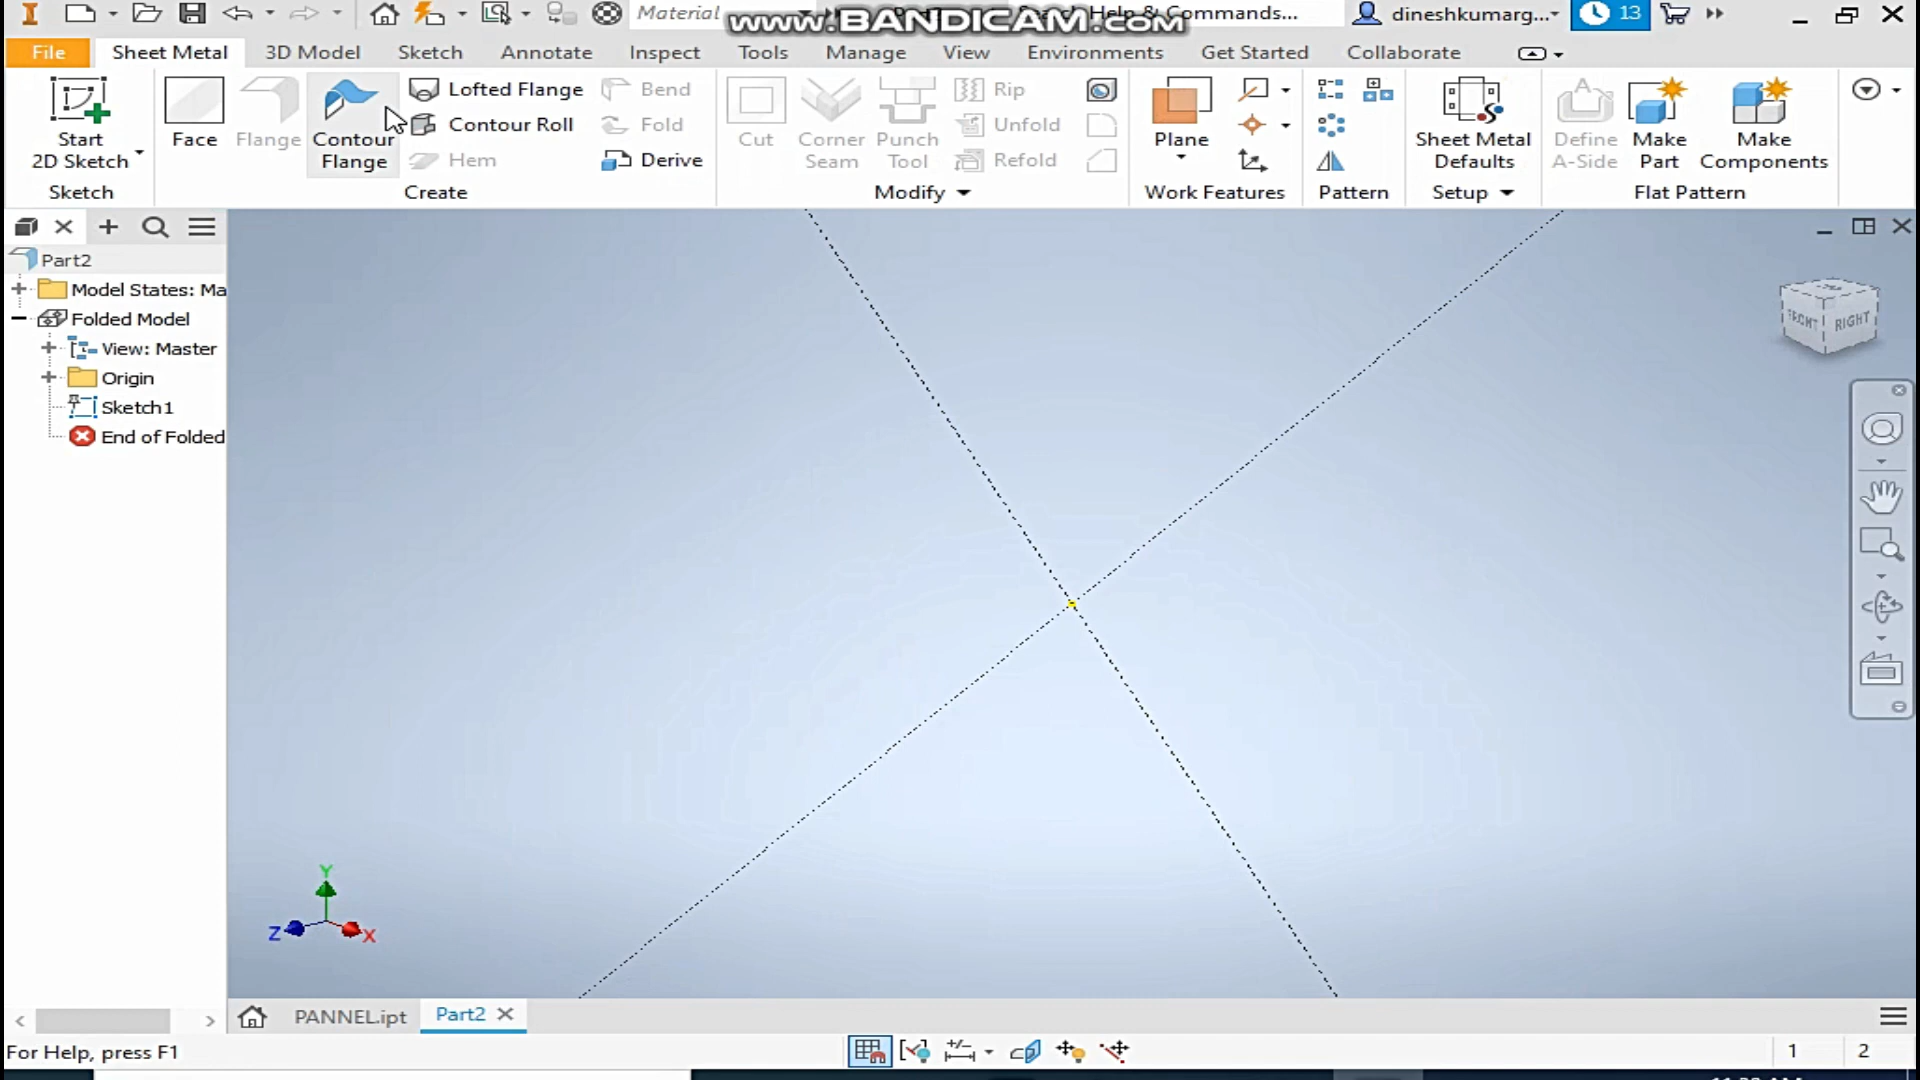 Material
www.BANDICAM.com
Search Help & Commands...
dineshkumarg...
13
File
Sheet Metal
3D Model
Sketch
Annotate
Inspect
Tools
Manage
View
Environments
Get Started
Collaborate
Start
2D Sketch
Face
Flange
Contour
Flange
Lofted Flange
Contour Roll
Hem
Bend
Fold
Derive
Cut
Corner
Seam
Punch
Tool
Rip
Unfold
Refold
Plane
Sheet Metal
Defaults
Define
A-Side
Make
Part
Make
Components
Sketch
Create
Modify
Work Features
Pattern
Setup
Flat Pattern
Part2
Model States: Ma
Folded Model
View: Master
Origin
Sketch1
End of Folded
FRONT
RIGHT
Y
Z
X
PANNEL.ipt
Part2
For Help, press F1
1
2